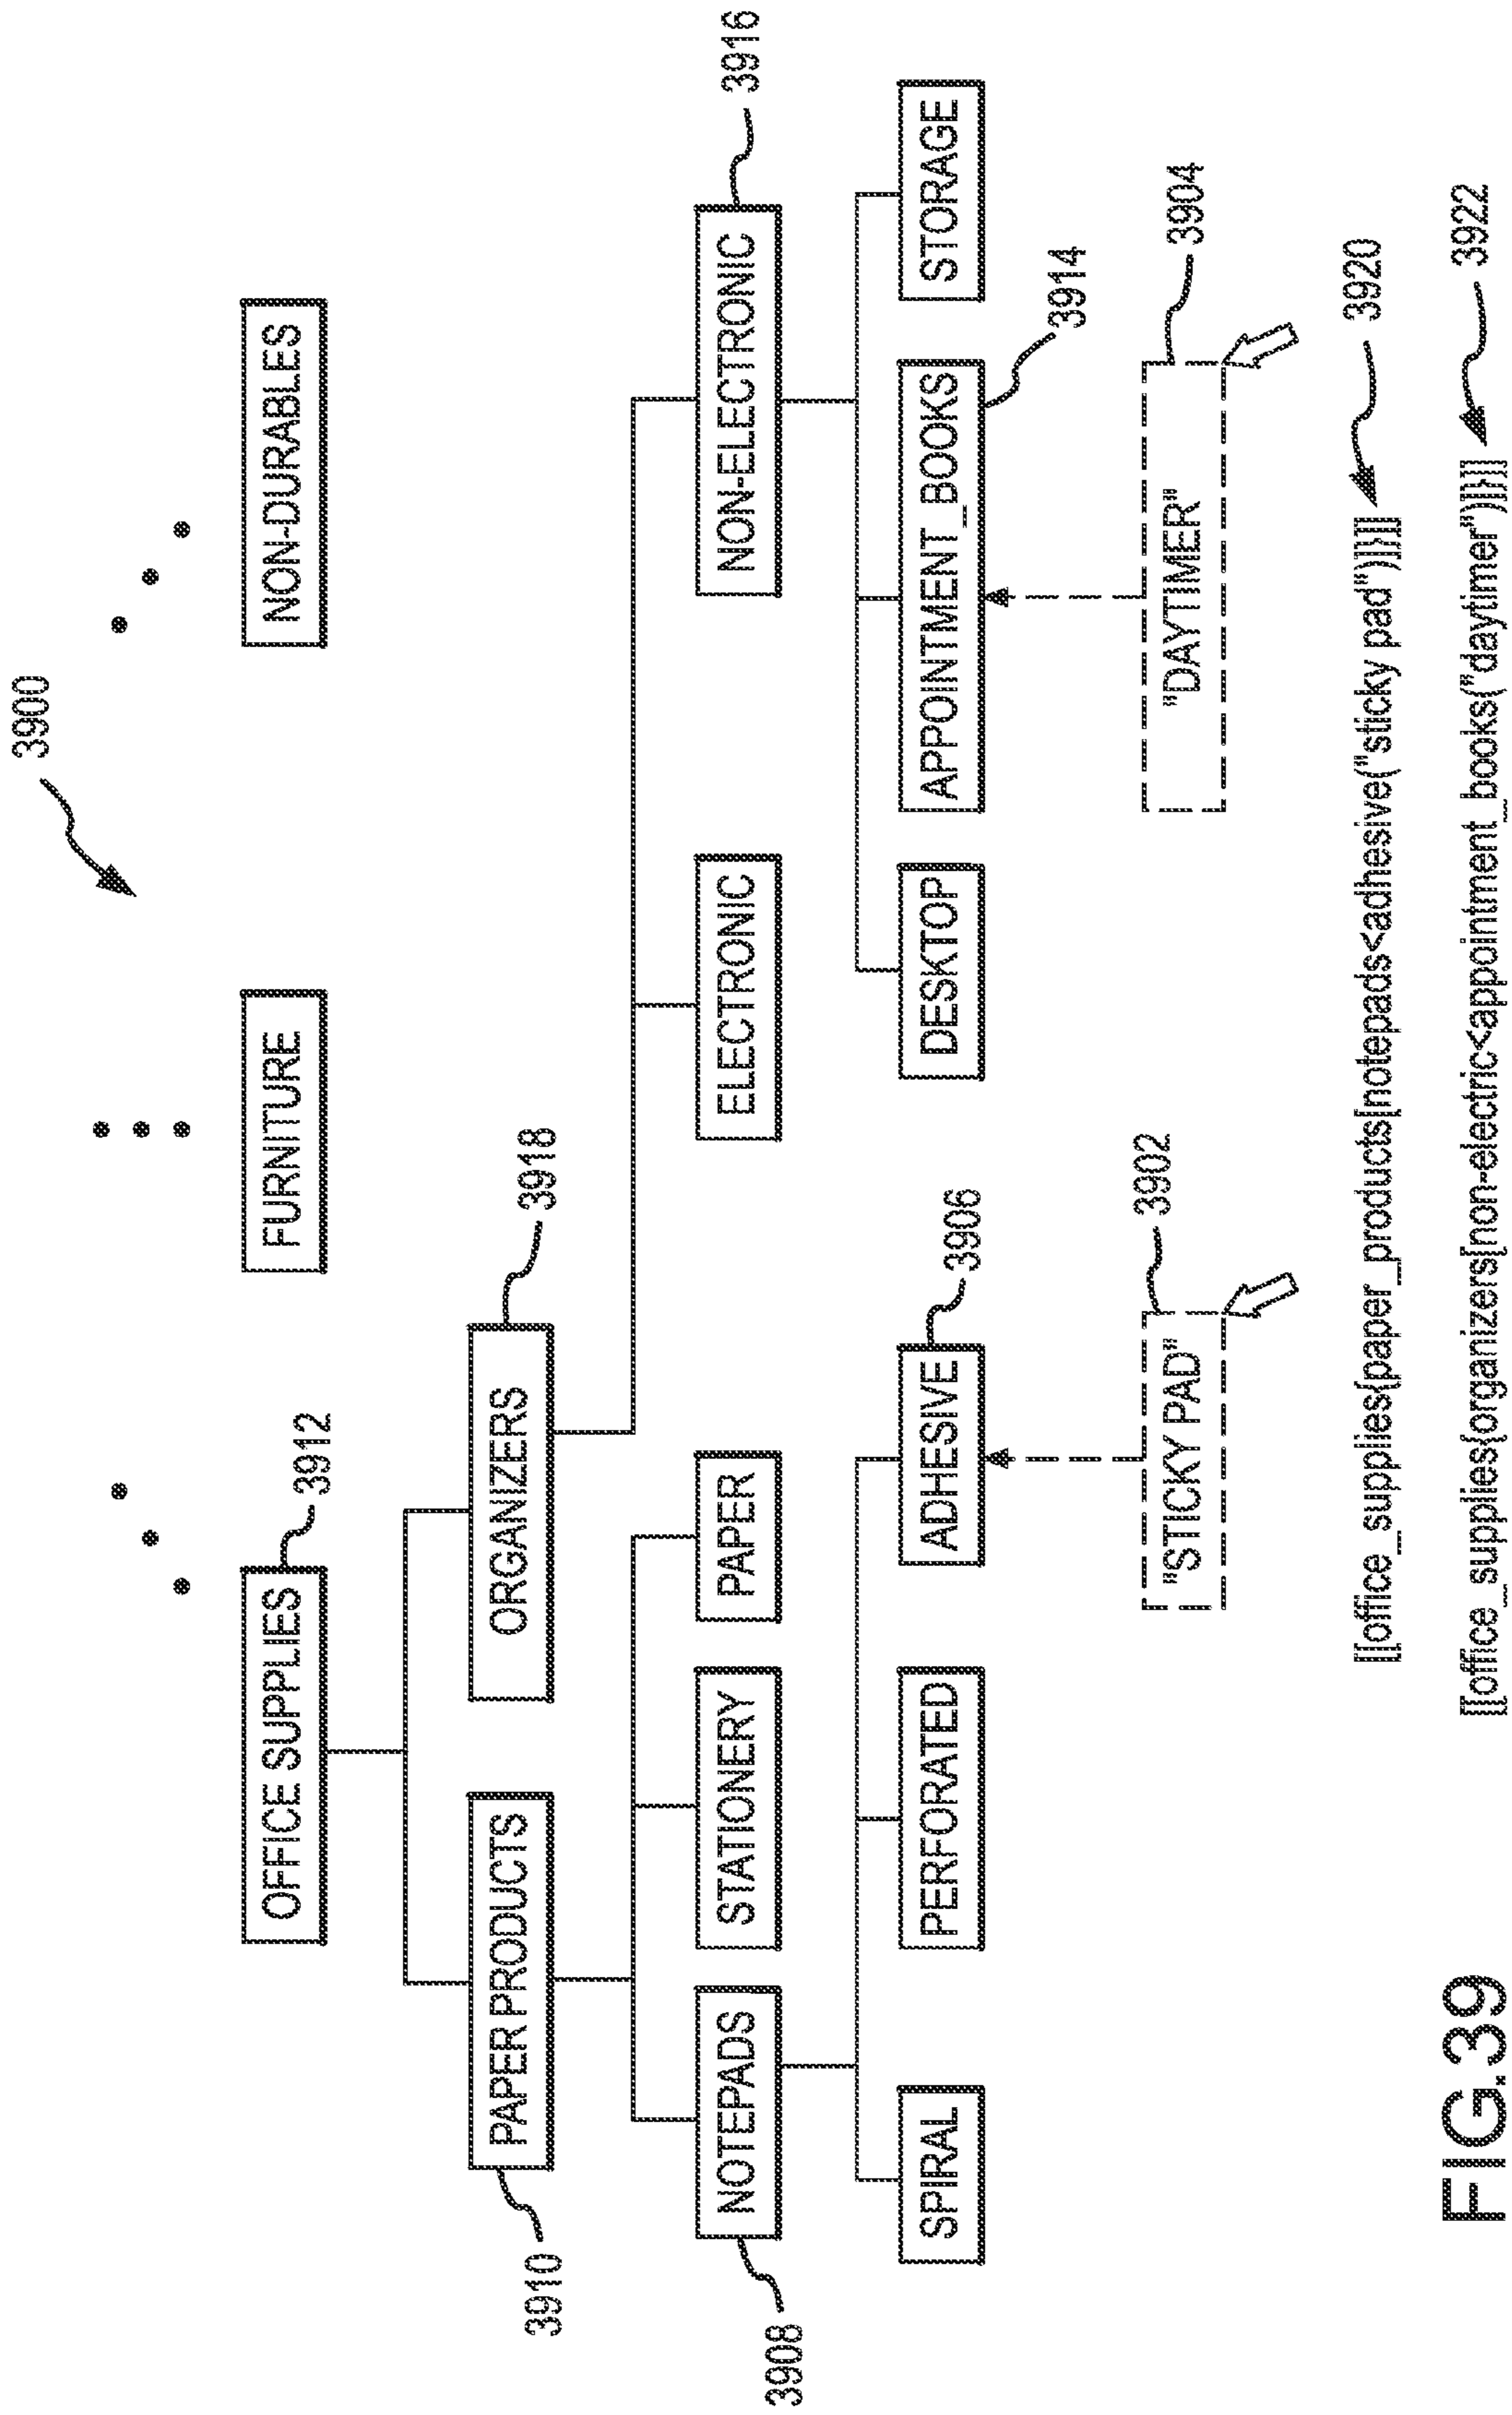 3900
OFFICE SUPPLIES
3912
FURNITURE
NON-DURABLES
3910
PAPER PRODUCTS
ORGANIZERS
3918
3908
NOTEPADS
STATIONERY
PAPER
ELECTRONIC
NON-ELECTRONIC
3916
SPIRAL
PERFORATED
ADHESIVE
3906
DESKTOP
APPOINTMENT_BOOKS
3914
STORAGE
"STICKY PAD"
3902
"DAYTIMER"
3904
[[office_supplies{paper_products[notepads<adhesive("sticky pad")]}]]
3920
[[office_supplies{organizers[non-electric<appointment_books("daytimer")]}]]
3922
FIG.39